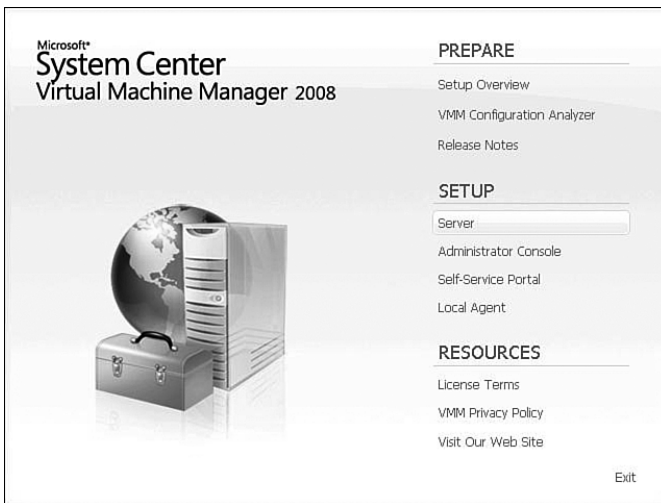 Microsoft®
System Center
Virtual Machine Manager 2008
PREPARE
Setup Overview
VMM Configuration Analyzer
Release Notes
SETUP
Server
Administrator Console
Self-Service Portal
Local Agent
RESOURCES
License Terms
VMM Privacy Policy
Visit Our Web Site
Exit